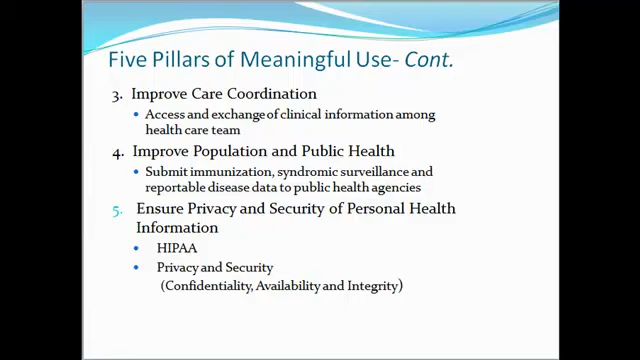 Five Pillars of Meaningful Use- Cont.
3. Improve Care Coordination
• Access and exchange of clinical information among
health care team
4. Improve Population and Public Health
• Submit immunization, syndromic surveillance and
reportable disease data to public health agencies
5. Ensure Privacy and Security of Personal Health
Information
• HIPAA
• Privacy and Security
(Confidentiality, Availability and Integrity)